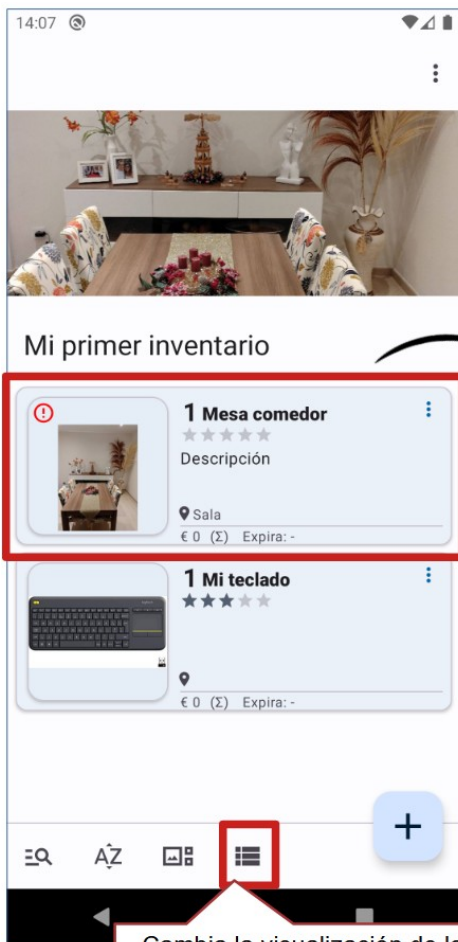 14:07
Mi primer inventario
1 Mesa comedor
Descripción
Sala
€ 0 (Σ) Expira: -
1 Mi teclado
€ 0 (Σ) Expira: -
+
AZ
Cambia la visualización de